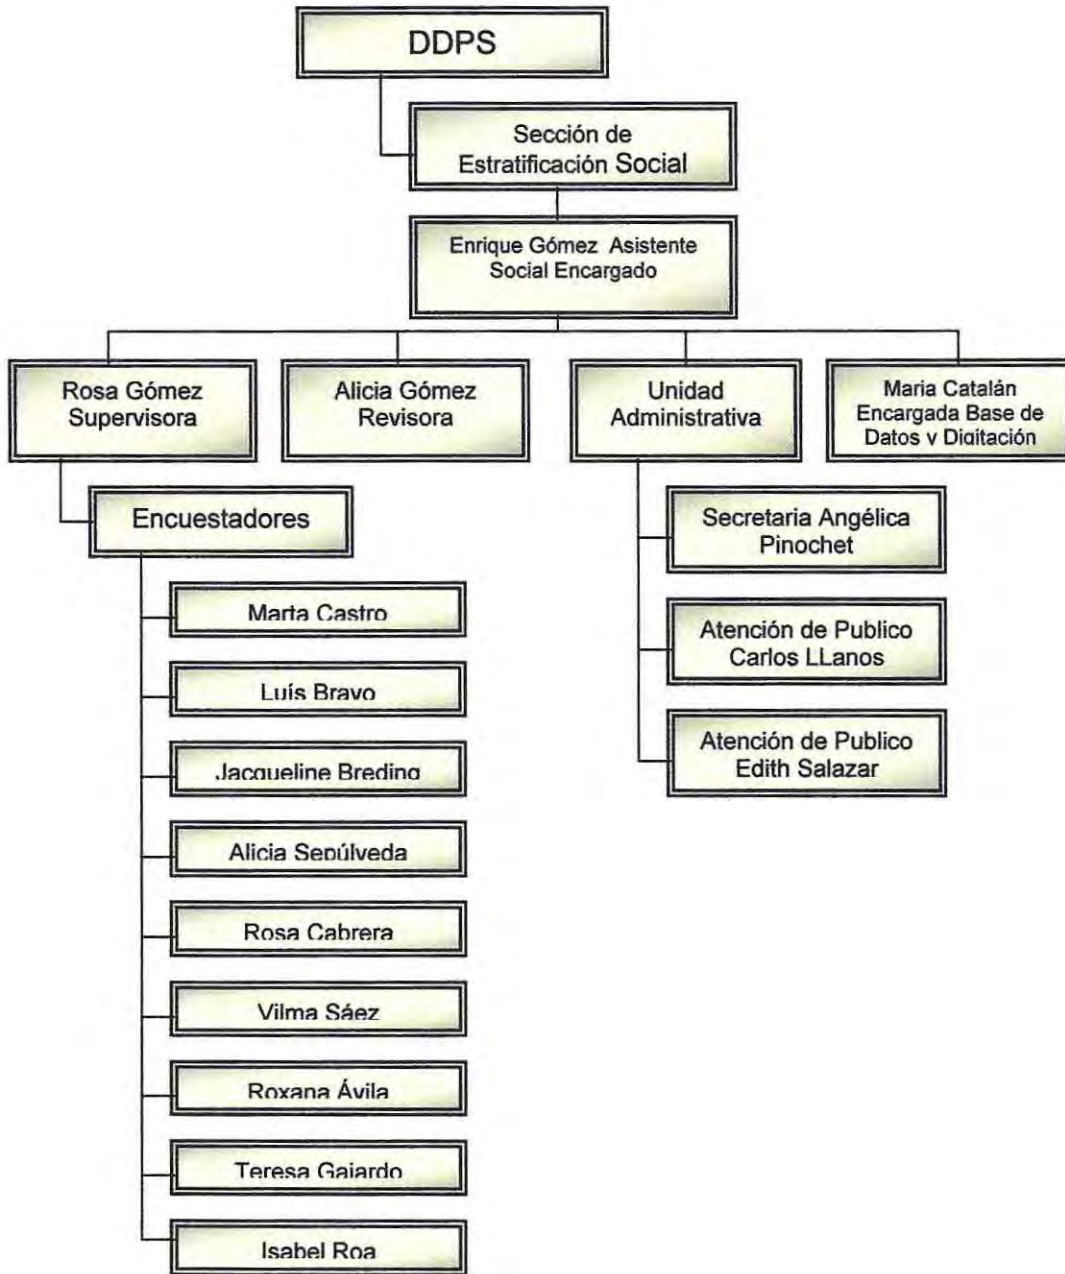 DDPS
Sección de
Estratificación Social
Enrique Gómez Asistente
Social Encargado
Rosa Gómez
Supervisora
Alicia Gómez
Revisora
Unidad
Administrativa
Maria Catalán
Encargada Base de
Datos y Digitación
Encuestadores
Marta Castro
Luís Bravo
Jacqueline Breding
Alicia Sepúlveda
Rosa Cabrera
Vilma Sáez
Roxana Ávila
Teresa Gajardo
Isabel Roa
Secretaria Angélica
Pinochet
Atención de Publico
Carlos LLanos
Atención de Publico
Edith Salazar